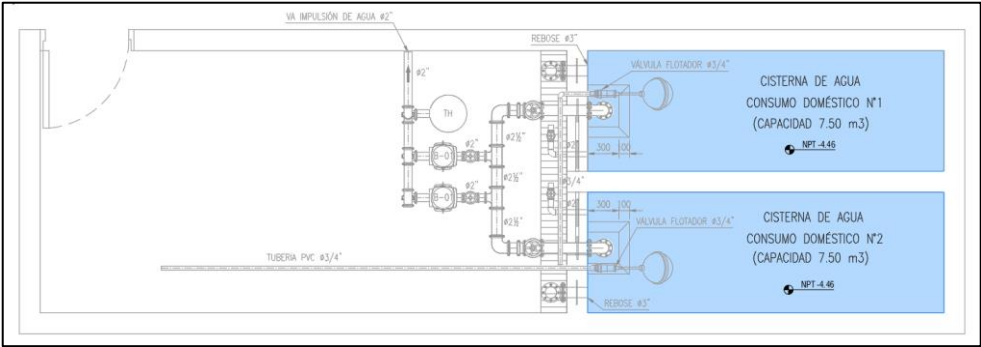 VA IMPULSIÓN DE AGUA ø2"
ø2"
TH
B-01
B-01
ø2"
ø2"
ø2½"
ø2½"
ø2½"
TUBERIA PVC ø3/4"
REBOSE ø3"
VÁLVULA FLOTADOR ø3/4"
ø2"
300
100
ø3/4"
CISTERNA DE AGUA
CONSUMO DOMÉSTICO N°1
(CAPACIDAD 7.50 m3)
NPT -4.46
ø2"
300
100
VÁLVULA FLOTADOR ø3/4"
REBOSE ø3"
CISTERNA DE AGUA
CONSUMO DOMÉSTICO N°2
(CAPACIDAD 7.50 m3)
NPT -4.46